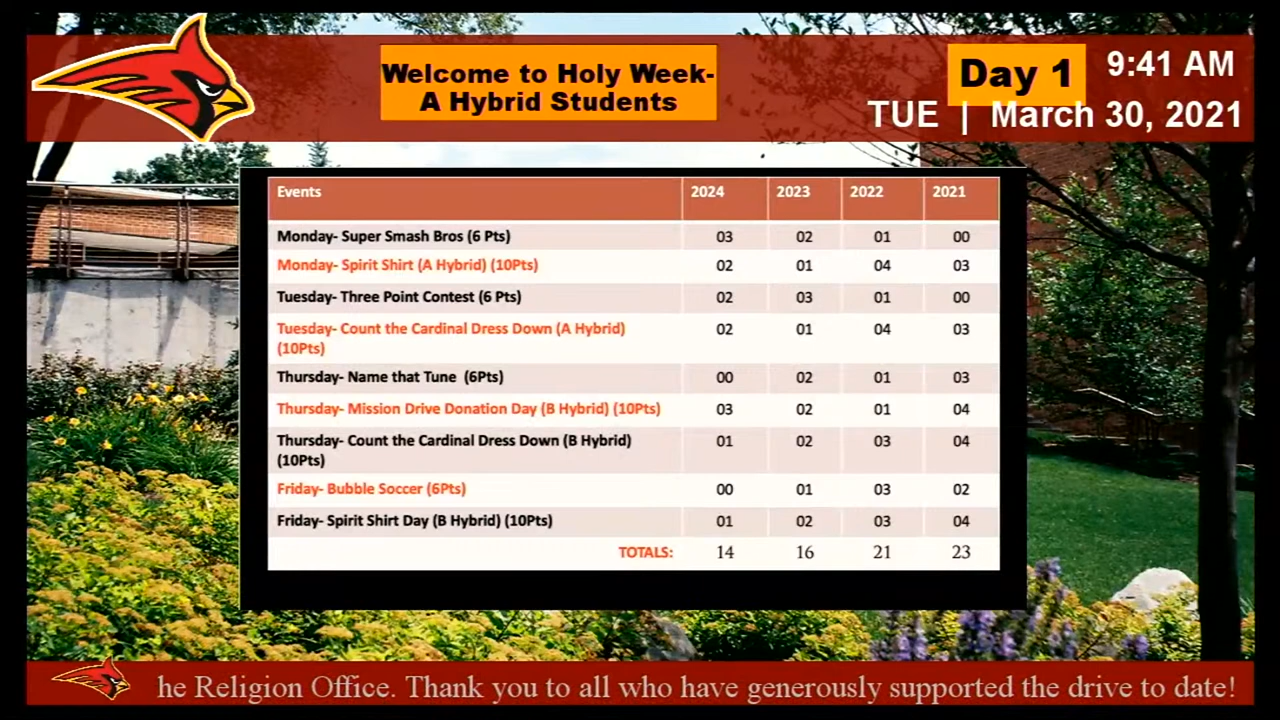 Welcome to Holy Week-
A Hybrid Students
Day 1
9:41 AM
TUE | March 30, 2021
Events 2024 2023 2022 2021
Monday- Super Smash Bros (6 Pts) 03 02 01 00
Monday- Spirit Shirt (A Hybrid) (10Pts) 02 01 04 03
Tuesday- Three Point Contest (6 Pts) 02 03 01 00
Tuesday- Count the Cardinal Dress Down (A Hybrid)
(10Pts) 02 01 04 03
Thursday- Name that Tune (6Pts) 00 02 01 03
Thursday- Mission Drive Donation Day (B Hybrid) (10Pts) 03 02 01 04
Thursday- Count the Cardinal Dress Down (B Hybrid)
(10Pts) 01 02 03 04
Friday- Bubble Soccer (6Pts) 00 01 03 02
Friday- Spirit Shirt Day (B Hybrid) (10Pts) 01 02 03 04
TOTALS: 14 16 21 23
he Religion Office. Thank you to all who have generously supported the drive to date!